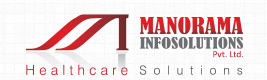 MANORAMA
INFOSOLUTIONS
Pvt. Ltd.
Healthcare Solutions